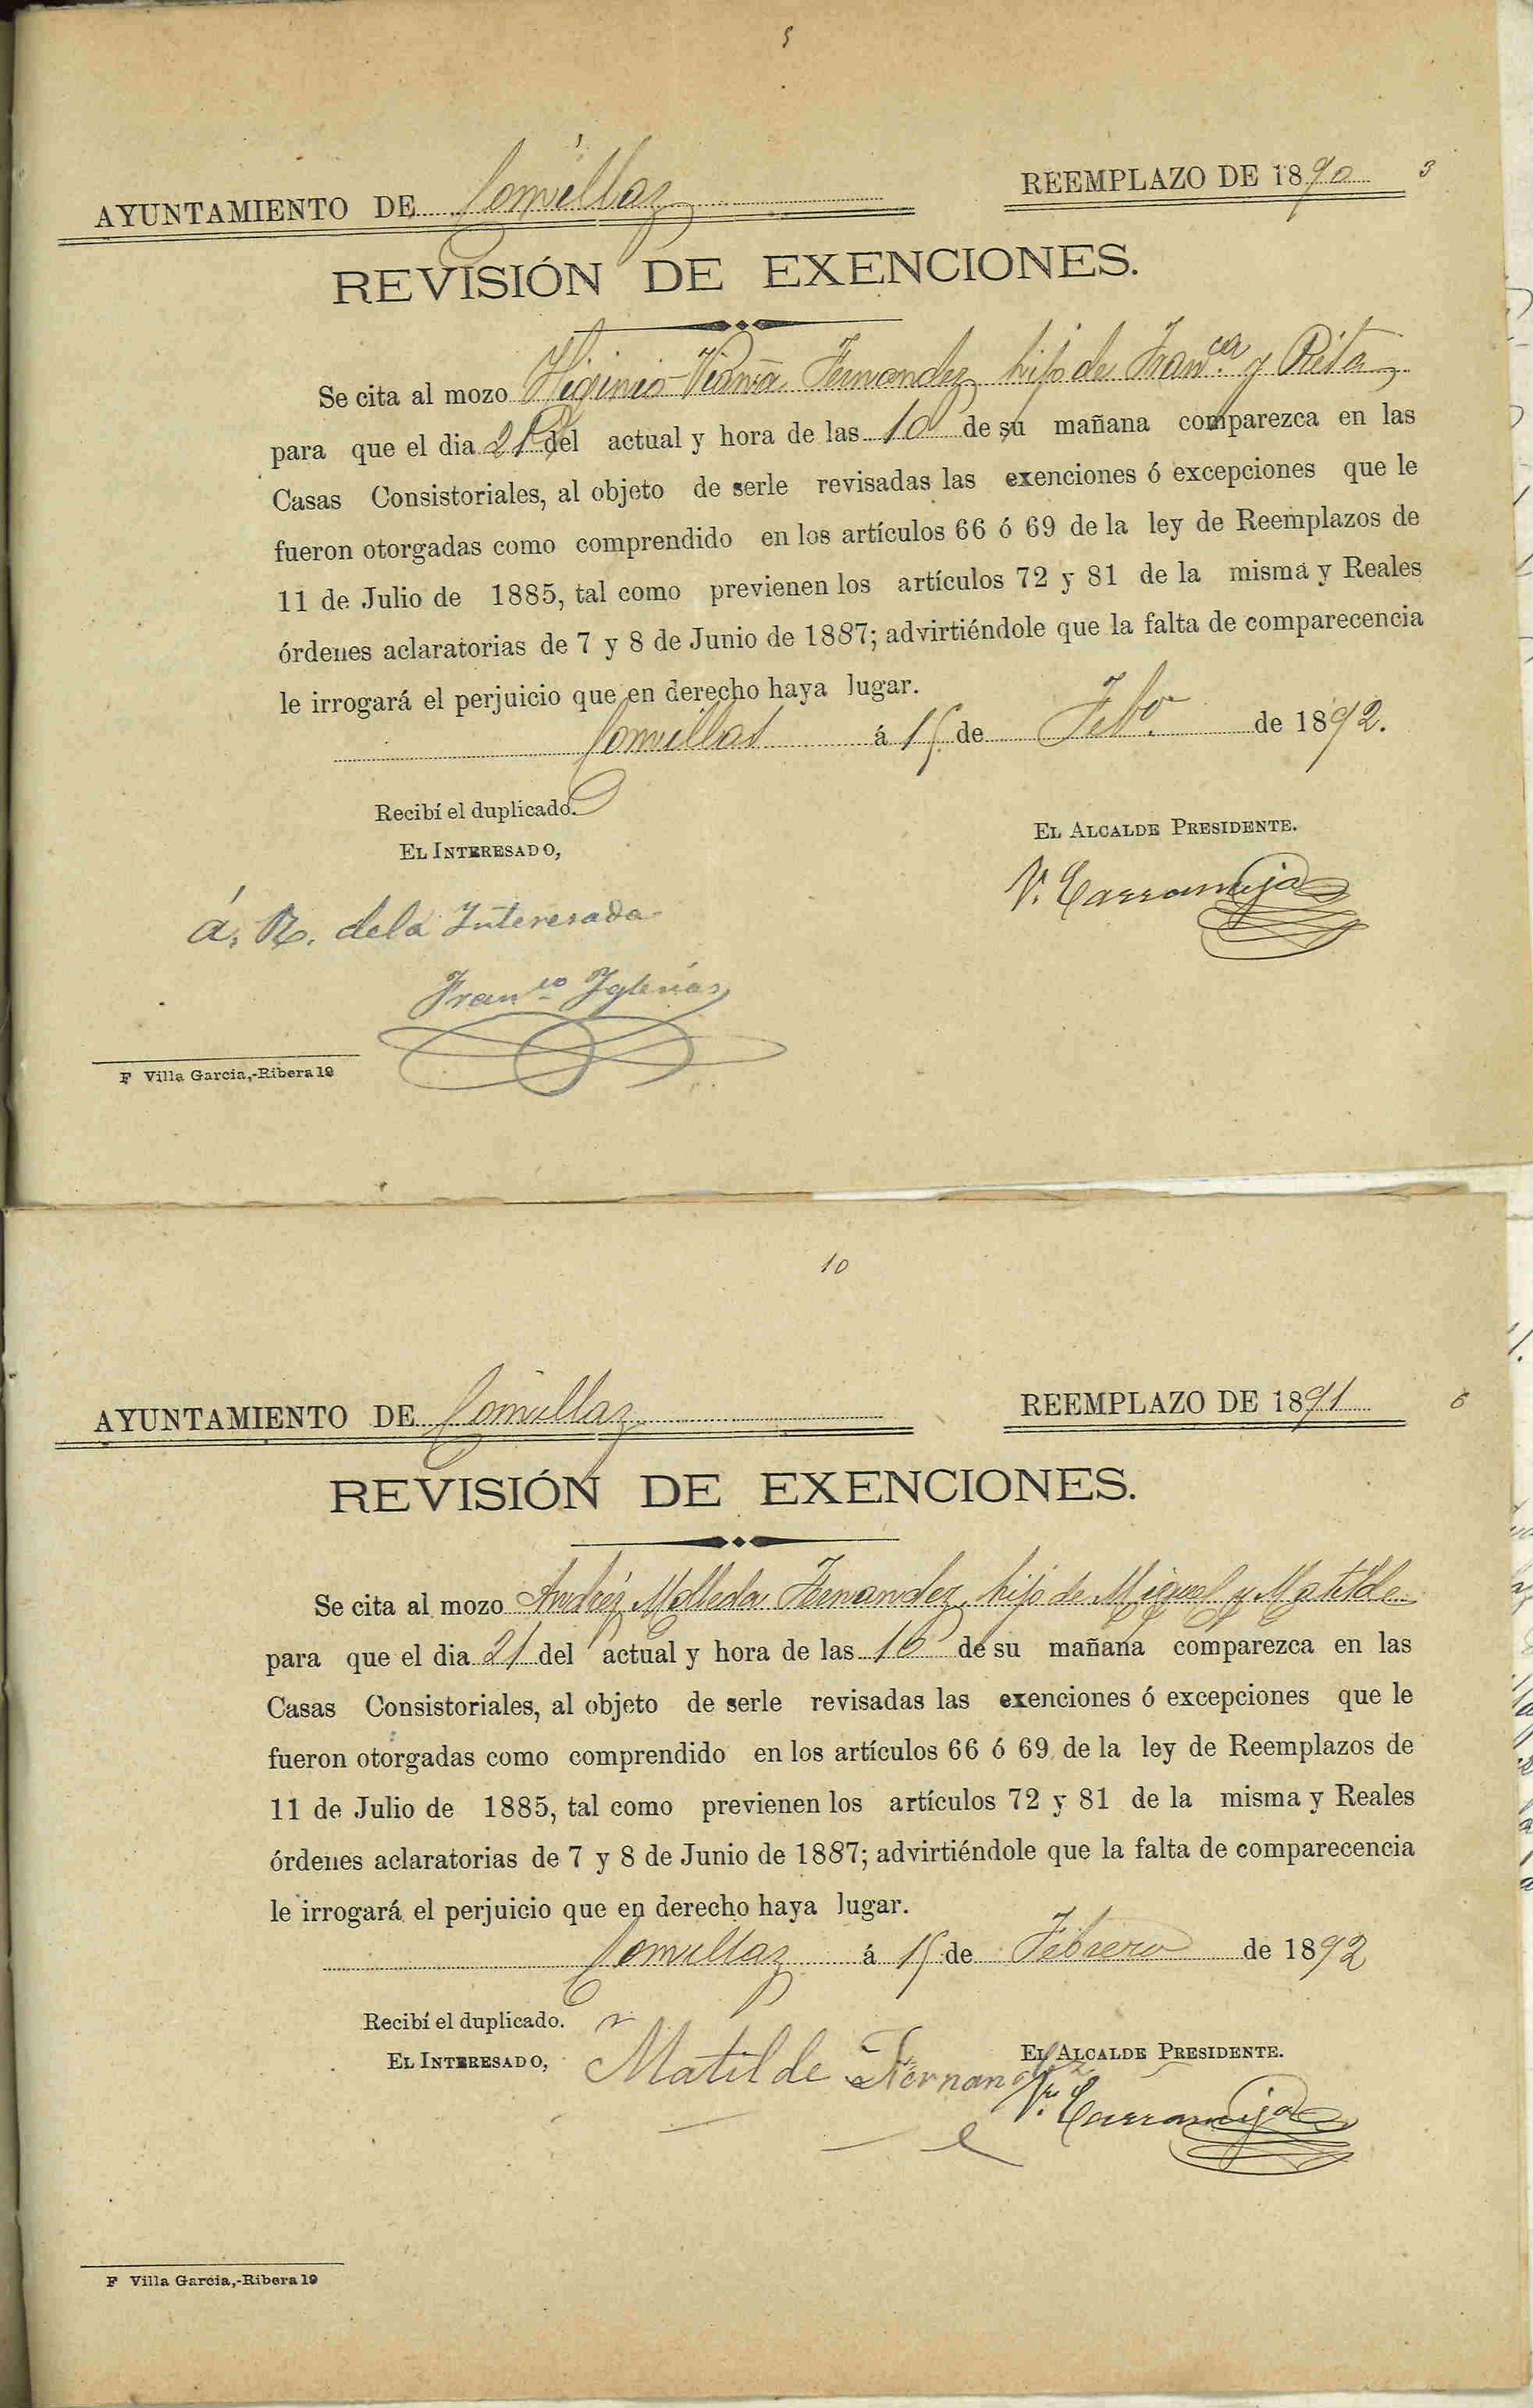 5
AYUNTAMIENTO DE Comillas
REEMPLAZO DE 1890 3
REVISIÓN DE EXENCIONES.
Se cita al mozo Higinio Fernandez hijo de Fran.ca y Rita
para que el dia 21 del actual y hora de las 10 de su mañana comparezca en las
Casas Consistoriales, al objeto de serle revisadas las exenciones ó excepciones que le
fueron otorgadas como comprendido en los artículos 66 ó 69 de la ley de Reemplazos de
11 de Julio de 1885, tal como previenen los artículos 72 y 81 de la misma y Reales
órdenes aclaratorias de 7 y 8 de Junio de 1887; advirtiéndole que la falta de comparecencia
le irrogará el perjuicio que en derecho haya lugar.
Comillas á 15 de Febo. de 1892.
Recibí el duplicado.
EL INTERESADO,
EL ALCALDE PRESIDENTE.
á. R. dela Interesada
V. Carranceja
Franco Iglesias
F Villa Garcia,-Ribera 19
10
AYUNTAMIENTO DE Comillas
REEMPLAZO DE 1891 6
REVISIÓN DE EXENCIONES.
Se cita al mozo Andrés Molleda Fernandez hijo de Miguel y Matilde
para que el dia 21 del actual y hora de las 10 de su mañana comparezca en las
Casas Consistoriales, al objeto de serle revisadas las exenciones ó excepciones que le
fueron otorgadas como comprendido en los artículos 66 ó 69 de la ley de Reemplazos de
11 de Julio de 1885, tal como previenen los artículos 72 y 81 de la misma y Reales
órdenes aclaratorias de 7 y 8 de Junio de 1887; advirtiéndole que la falta de comparecencia
le irrogará el perjuicio que en derecho haya lugar.
Comillas á 15 de Febrero de 1892
Recibí el duplicado.
EL INTERESADO,
Matilde Fernandez
EL ALCALDE PRESIDENTE.
V. Carranceja
F Villa Garcia,-Ribera 19